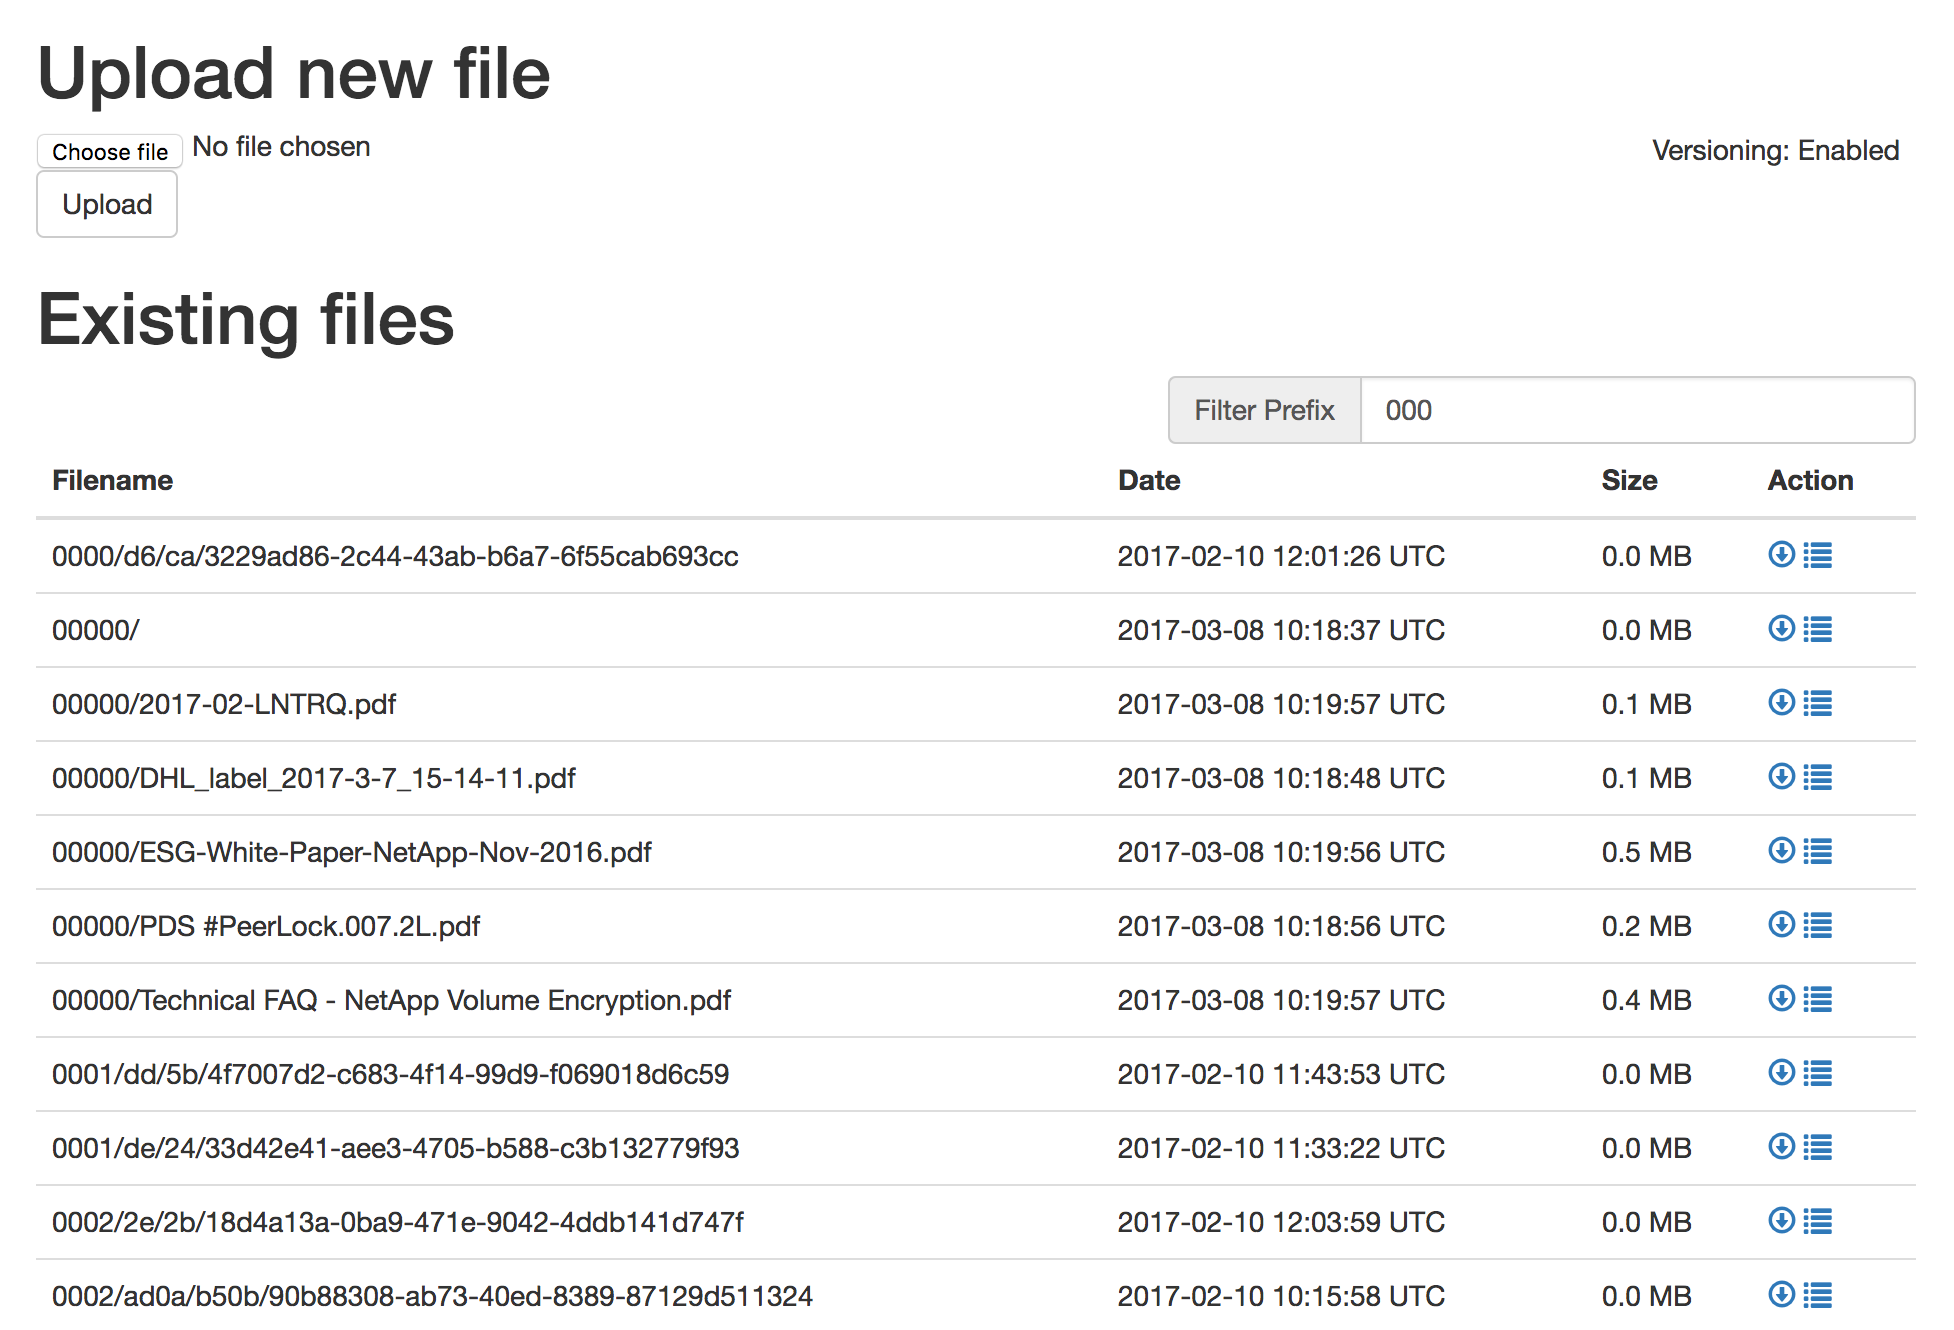 Upload new file
Choose file No file chosen Versioning: Enabled
Upload
Existing files
Filter Prefix 000
Filename Date Size Action
0000/d6/ca/3229ad86-2c44-43ab-b6a7-6f55cab693cc 2017-02-10 12:01:26 UTC 0.0 MB
00000/ 2017-03-08 10:18:37 UTC 0.0 MB
00000/2017-02-LNTRQ.pdf 2017-03-08 10:19:57 UTC 0.1 MB
00000/DHL_label_2017-3-7_15-14-11.pdf 2017-03-08 10:18:48 UTC 0.1 MB
00000/ESG-White-Paper-NetApp-Nov-2016.pdf 2017-03-08 10:19:56 UTC 0.5 MB
00000/PDS #PeerLock.007.2L.pdf 2017-03-08 10:18:56 UTC 0.2 MB
00000/Technical FAQ - NetApp Volume Encryption.pdf 2017-03-08 10:19:57 UTC 0.4 MB
0001/dd/5b/4f7007d2-c683-4f14-99d9-f069018d6c59 2017-02-10 11:43:53 UTC 0.0 MB
0001/de/24/33d42e41-aee3-4705-b588-c3b132779f93 2017-02-10 11:33:22 UTC 0.0 MB
0002/2e/2b/18d4a13a-0ba9-471e-9042-4ddb141d747f 2017-02-10 12:03:59 UTC 0.0 MB
0002/ad0a/b50b/90b88308-ab73-40ed-8389-87129d511324 2017-02-10 10:15:58 UTC 0.0 MB